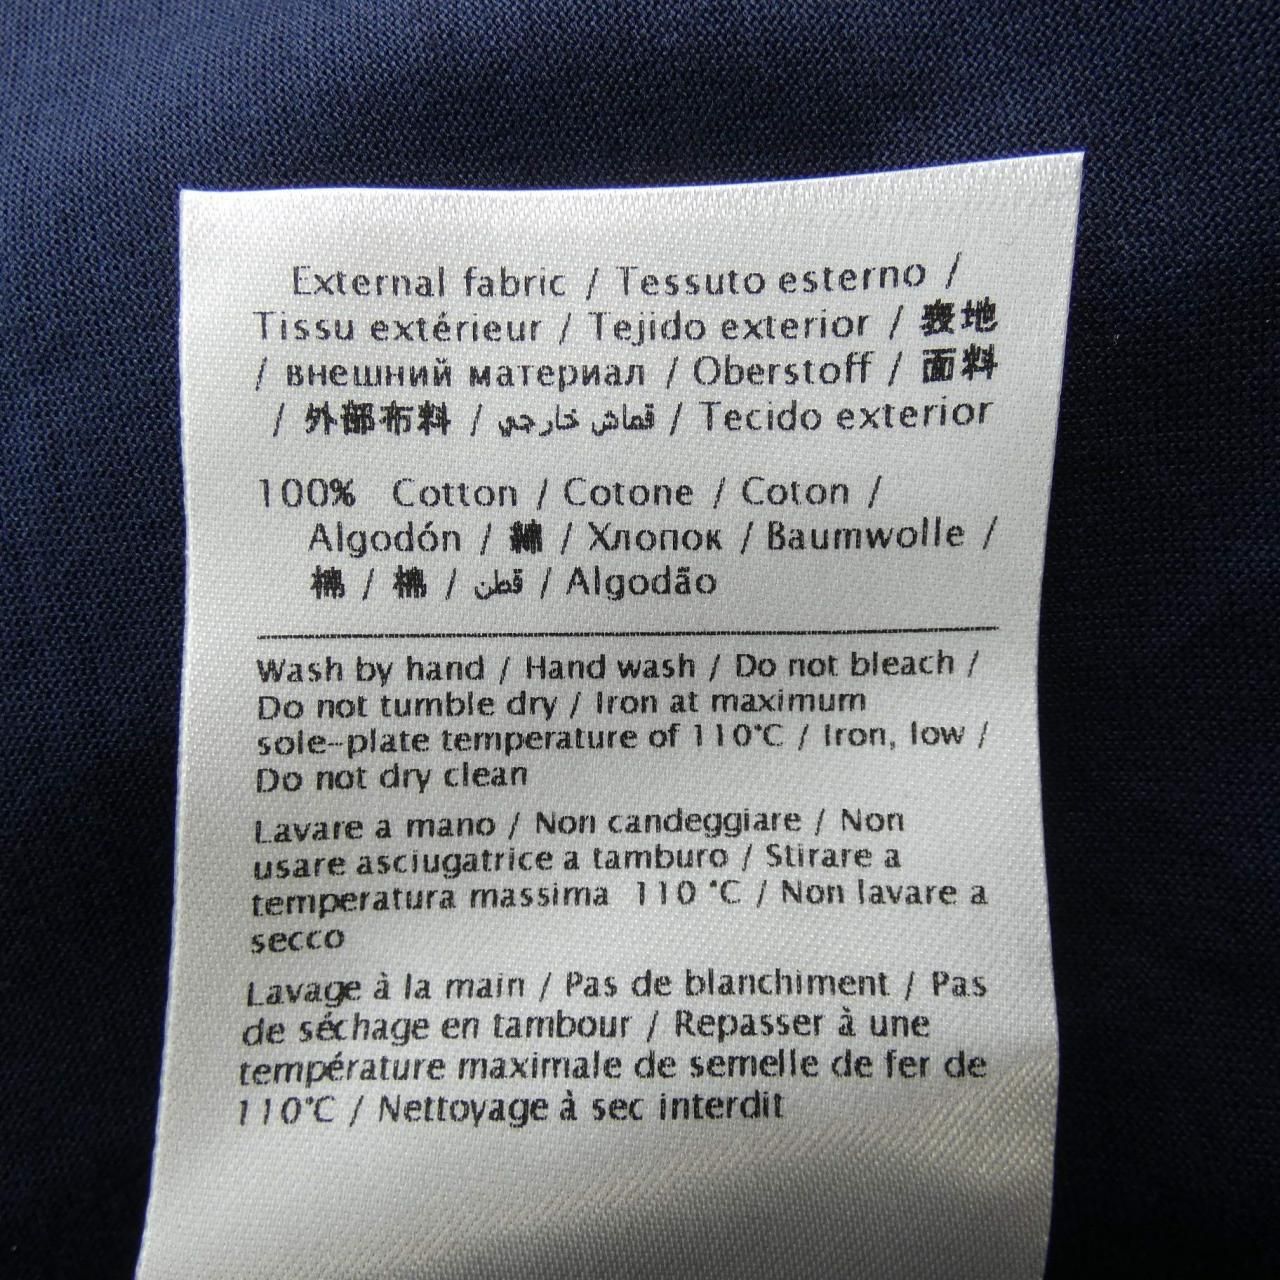 External fabric / Tessuto esterno /
Tissu extérieur / Tejido exterior / 表地
/ внешний материал / Oberstoff / 面料
/ 外部布料 / قماش خارجي / Tecido exterior
100% Cotton / Cotone / Coton /
Algodón / 綿 / Хлопок / Baumwolle /
棉 / 棉 / قطن / Algodão
Wash by hand / Hand wash / Do not bleach /
Do not tumble dry / Iron at maximum
sole-plate temperature of 110°C / Iron, low /
Do not dry clean
Lavare a mano / Non candeggiare / Non
usare asciugatrice a tamburo / Stirare a
temperatura massima 110 °C / Non lavare a
secco
Lavage à la main / Pas de blanchiment / Pas
de séchage en tambour / Repasser à une
température maximale de semelle de fer de
110°C / Nettoyage à sec interdit